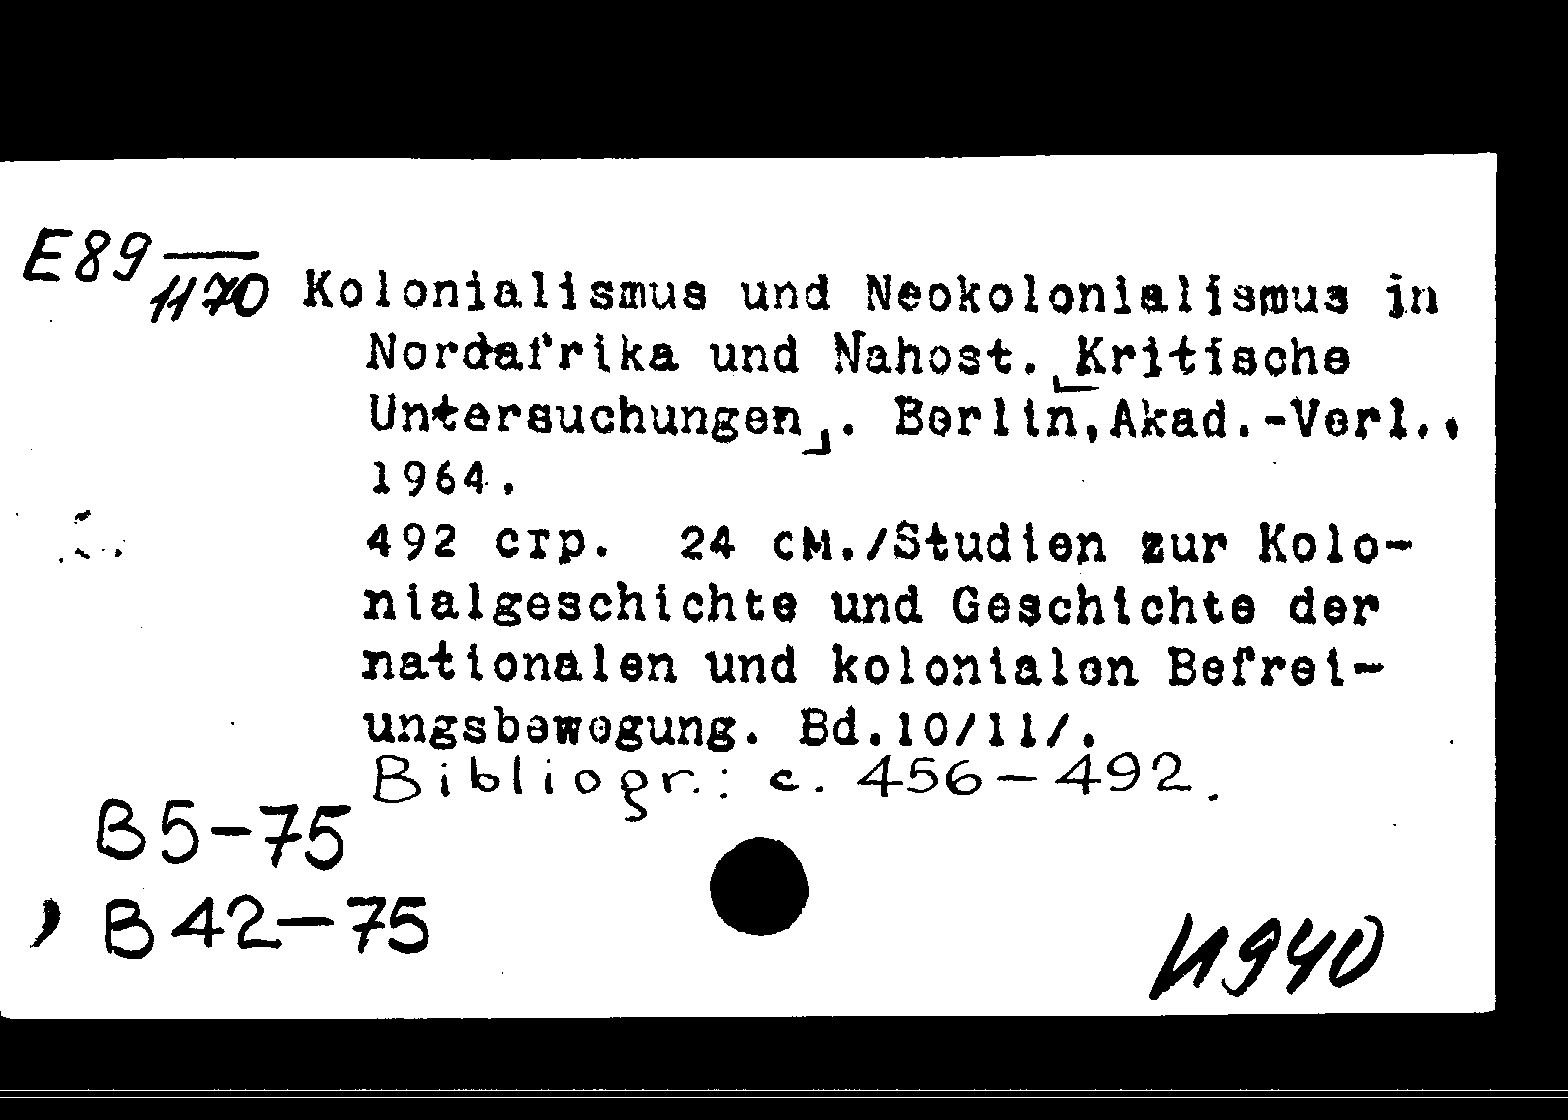 E89
1170 Kolonialismus und Neokolonialismus in
Nordafrika und Nahost. Kritische
Untersuchungen. Berlin,Akad.-Verl.,
1964.
492 стр. 24 см./Studien zur Kolo-
nialgeschichte und Geschichte der
nationalen und kolonialen Befrei-
ungsbewegung. Bd.10/11/.
Bibliogr.: с. 456-492.
B5-75
B42-75
И940